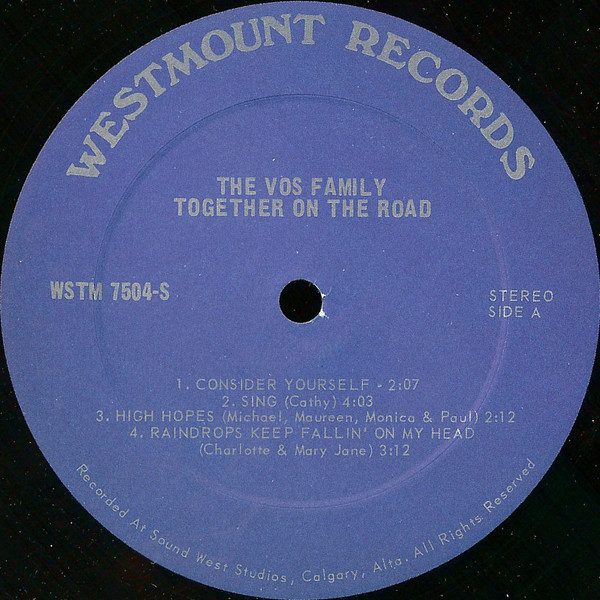 WESTMOUNT RECORDS
THE VOS FAMILY
TOGETHER ON THE ROAD
WSTM 7504-S
STEREO
SIDE A
1. CONSIDER YOURSELF - 2:07
2. SING (Cathy) 4:03
3. HIGH HOPES (Michael, Maureen, Monica & Paul) 2:12
4. RAINDROPS KEEP FALLIN' ON MY HEAD
(Charlotte & Mary Jane) 3:12
Recorded At Sound West Studios, Calgary, Alta. All Rights Reserved